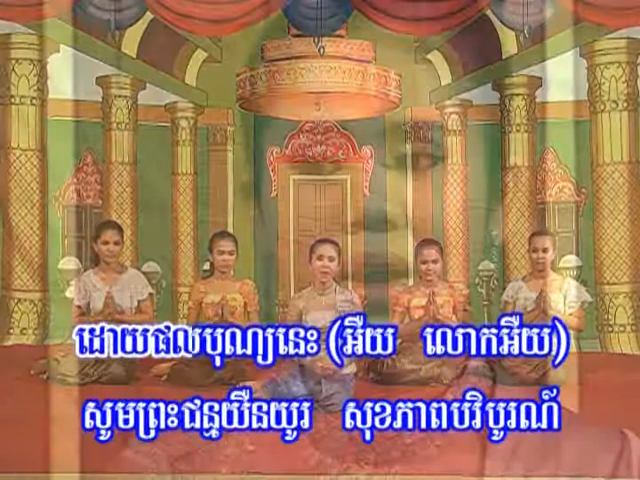 ដោយផលបុណ្យនេះ (អឺយ លោកអឺយ)
សូមព្រះជន្មយឺនយូរ សុខភាពបរិបូរណ៍